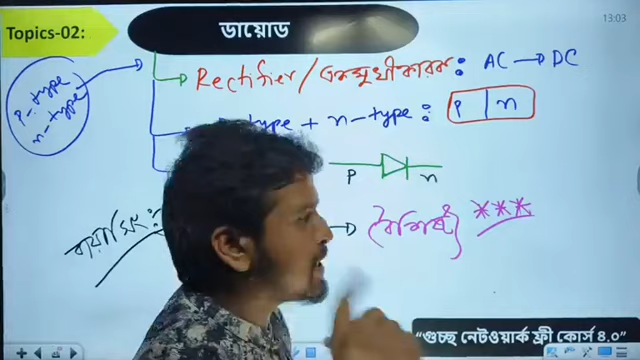 13:03
Topics-02:
ডায়োড
p-type
n-type
Rectifier/একমুখীকারক: AC → DC
type + n-type:
p | n
P n
বায়াসিং:
→ বৈশিষ্ট্য ***
"গুচ্ছ নেটওয়ার্ক ফ্রী কোর্স ৪.০"